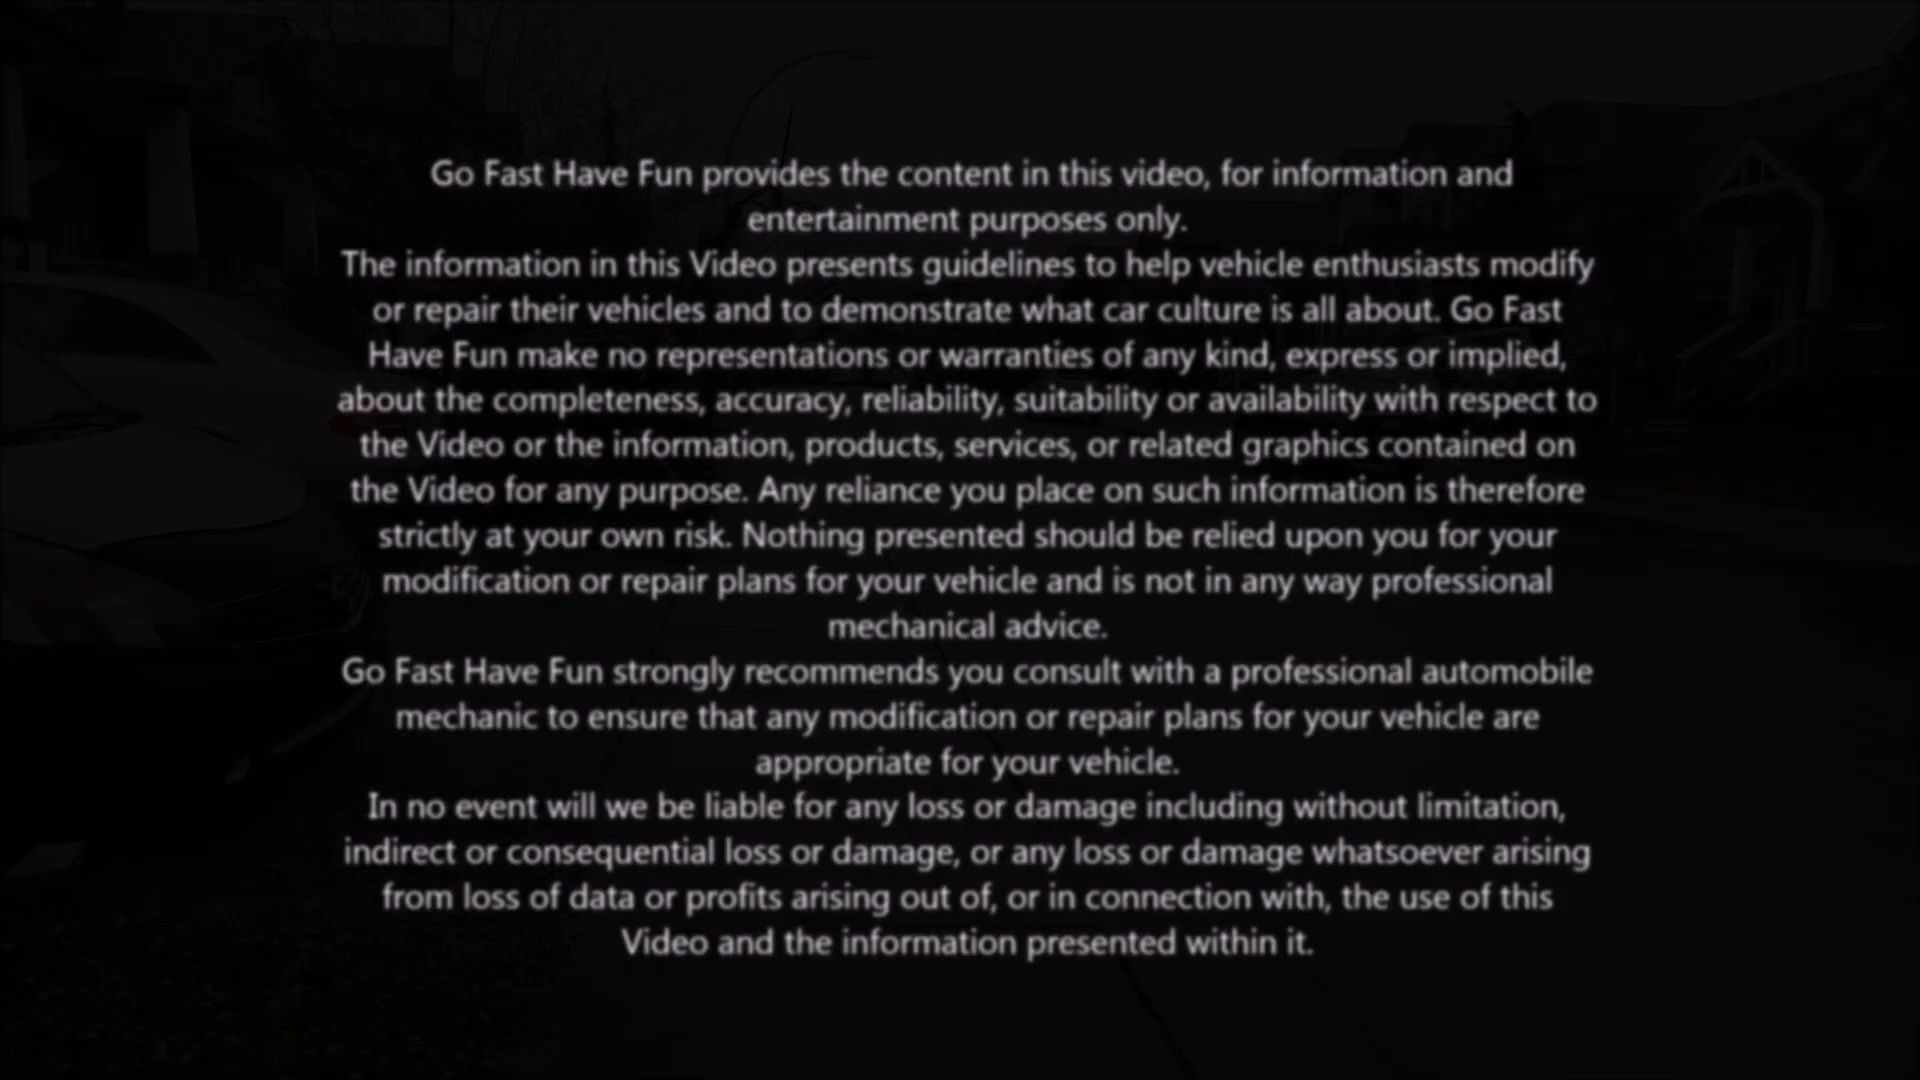 Go Fast Have Fun provides the content in this video, for information and
entertainment purposes only.
The information in this Video presents guidelines to help vehicle enthusiasts modify
or repair their vehicles and to demonstrate what car culture is all about. Go Fast
Have Fun make no representations or warranties of any kind, express or implied,
about the completeness, accuracy, reliability, suitability or availability with respect to
the Video or the information, products, services, or related graphics contained on
the Video for any purpose. Any reliance you place on such information is therefore
strictly at your own risk. Nothing presented should be relied upon you for your
modification or repair plans for your vehicle and is not in any way professional
mechanical advice.
Go Fast Have Fun strongly recommends you consult with a professional automobile
mechanic to ensure that any modification or repair plans for your vehicle are
appropriate for your vehicle.
In no event will we be liable for any loss or damage including without limitation,
indirect or consequential loss or damage, or any loss or damage whatsoever arising
from loss of data or profits arising out of, or in connection with, the use of this
Video and the information presented within it.